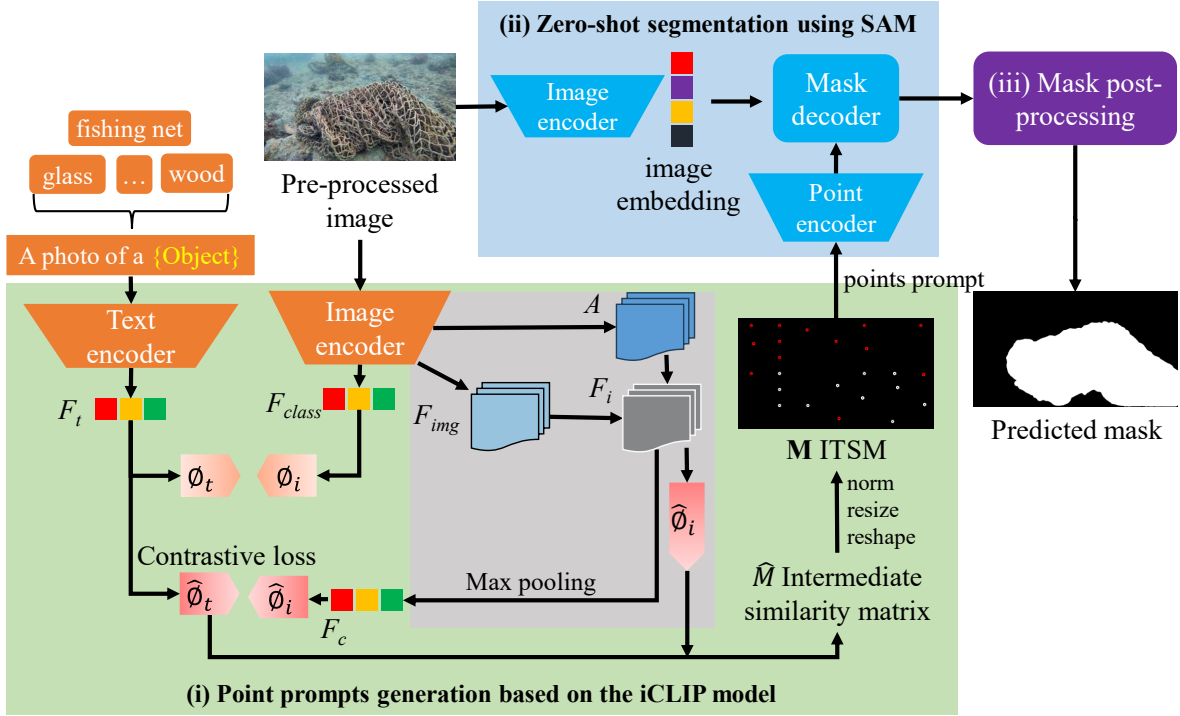 (ii) Zero-shot segmentation using SAM
fishing net
glass
...
wood
A photo of a {Object}
Pre-processed
image
Image
encoder
image
embedding
Mask
decoder
Point
encoder
(iii) Mask post-
processing
points prompt
Text
encoder
Image
encoder
A
F_t
F_class
F_img
F_i
∅_t
∅_i
M ITSM
Predicted mask
norm
resize
reshape
∅̂_i
Contrastive loss
∅̂_t
∅̂_i
F_c
Max pooling
M̂ Intermediate
similarity matrix
(i) Point prompts generation based on the iCLIP model